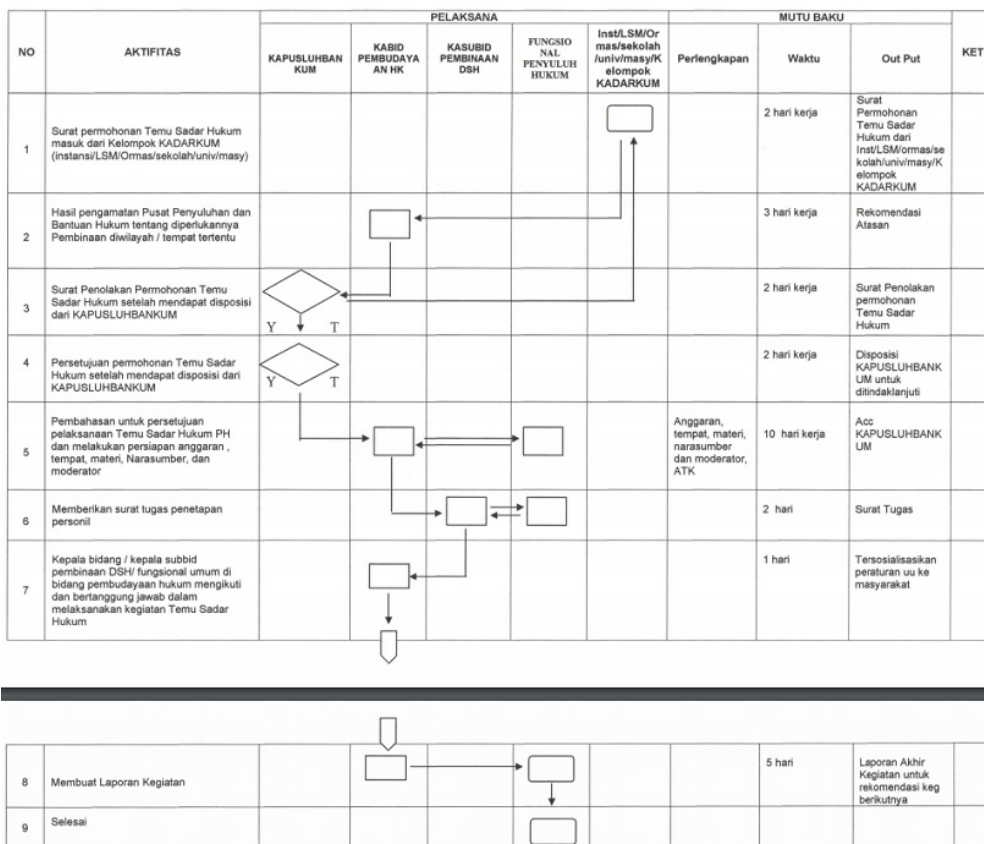 PELAKSANA
MUTU BAKU
NO
AKTIFITAS
KAPUSLUHBAN
KUM
KABID
PEMBUDAYA
AN HK
KASUBID
PEMBINAAN
DSH
FUNGSIO
NAL
PENYULUH
HUKUM
Inst/LSM/Or
mas/sekolah
/univ/masy/K
elompok
KADARKUM
Perlengkapan
Waktu
Out Put
KET
1
Surat permohonan Temu Sadar Hukum
masuk dari Kelompok KADARKUM
(instansi/LSM/Ormas/sekolah/univ/masy)
2 hari kerja
Surat
Permohonan
Temu Sadar
Hukum dari
Inst/LSM/ormas/se
kolah/univ/masy/K
elompok
KADARKUM
2
Hasil pengamatan Pusat Penyuluhan dan
Bantuan Hukum tentang diperlukannya
Pembinaan diwilayah / tempat tertentu
3 hari kerja
Rekomendasi
Atasan
3
Surat Penolakan Permohonan Temu
Sadar Hukum setelah mendapat disposisi
dari KAPUSLUHBANKUM
Y T
2 hari kerja
Surat Penolakan
permohonan
Temu Sadar
Hukum
4
Persetujuan permohonan Temu Sadar
Hukum setelah mendapat disposisi dari
KAPUSLUHBANKUM
Y T
2 hari kerja
Disposisi
KAPUSLUHBANK
UM untuk
ditindaklanjuti
5
Pembahasan untuk persetujuan
pelaksanaan Temu Sadar Hukum PH
dan melakukan persiapan anggaran ,
tempat, materi, Narasumber, dan
moderator
Anggaran,
tempat, materi,
narasumber
dan moderator,
ATK
10 hari kerja
Acc
KAPUSLUHBANK
UM
6
Memberikan surat tugas penetapan
personil
2 hari
Surat Tugas
7
Kepala bidang / kepala subbid
pembinaan DSH/ fungsional umum di
bidang pembudayaan hukum mengikuti
dan bertanggung jawab dalam
melaksanakan kegiatan Temu Sadar
Hukum
1 hari
Tersosialisasikan
peraturan uu ke
masyarakat
8
Membuat Laporan Kegiatan
5 hari
Laporan Akhir
Kegiatan untuk
rekomendasi keg
berikutnya
9
Selesai